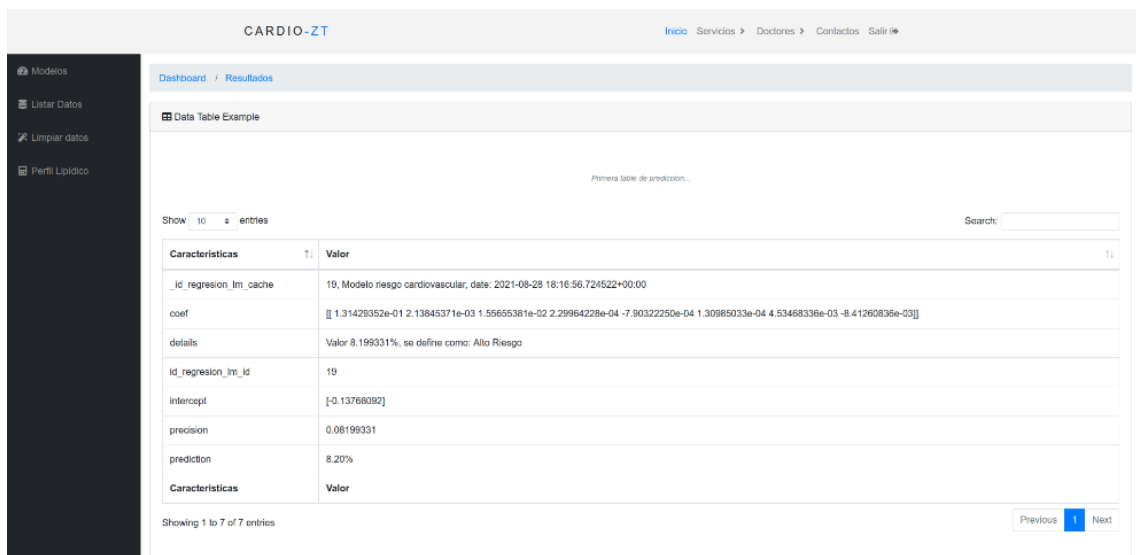 CARDIO-ZT
Inicio Servicios Doctores Contactos Salir
Modelos
Listar Datos
Limpiar datos
Perfil Lipídico
Dashboard / Resultados
Data Table Example
Primera table de prediccion...
Show 10 entries
Search:
Caracteristicas Valor
_id_regresion_lm_cache 19, Modelo riesgo cardiovascular, date: 2021-08-28 18:16:56.724522+00:00
coef [[ 1.31429352e-01 2.13845371e-03 1.55655381e-02 2.29964228e-04 -7.90322250e-04 1.30985033e-04 4.53468336e-03 -8.41260836e-03]]
details Valor 8.199331%, se define como: Alto Riesgo
id_regresion_lm_id 19
intercept [-0.13768092]
precision 0.08199331
prediction 8.20%
Caracteristicas Valor
Showing 1 to 7 of 7 entries
Previous 1 Next